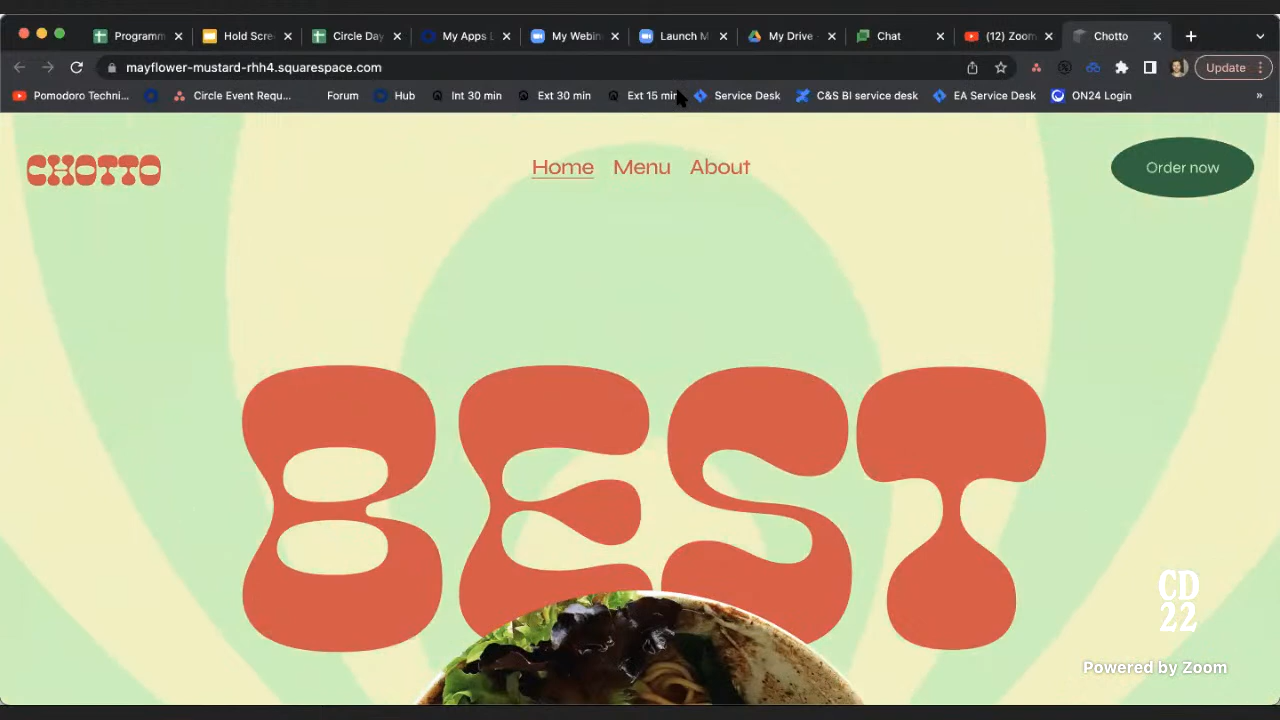 Programm
Hold Scre
Circle Day
My Apps L
My Webin
Launch M
My Drive
Chat
(12) Zoom
Chotto
mayflower-mustard-rhh4.squarespace.com
Update
Pomodoro Techni...
Circle Event Requ...
Forum
Hub
Int 30 min
Ext 30 min
Ext 15 min
Service Desk
C&S BI service desk
EA Service Desk
ON24 Login
»
CHOTTO
Home Menu About
Order now
BEST
CD
22
Powered by Zoom